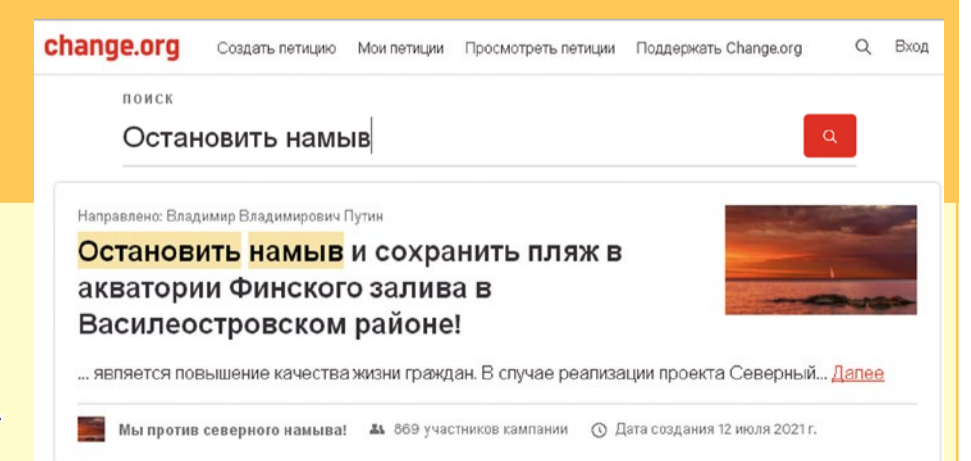 change.org Создать петицию Мои петиции Просмотреть петиции Поддержать Change.org Вход
ПОИСК
Остановить намыв
Направлено: Владимир Владимирович Путин
Остановить намыв и сохранить пляж в
акватории Финского залива в
Василеостровском районе!
... является повышение качества жизни граждан. В случае реализации проекта Северный... Далее
Мы против северного намыва! 869 участников кампании Дата создания 12 июля 2021 г.